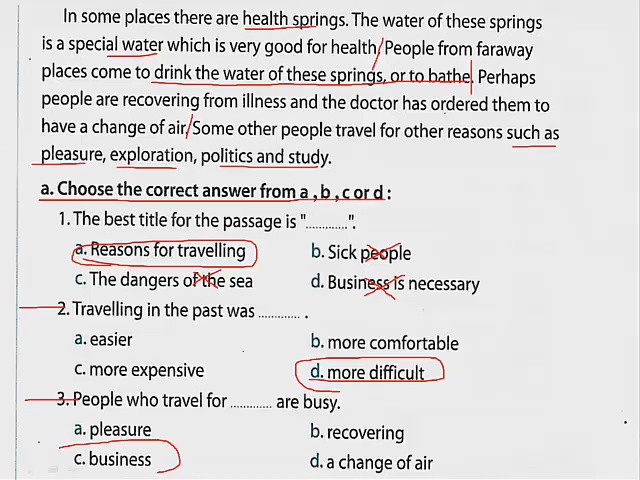 In some places there are health springs. The water of these springs
is a special water which is very good for health. People from faraway
places come to drink the water of these springs, or to bathe. Perhaps
people are recovering from illness and the doctor has ordered them to
have a change of air. Some other people travel for other reasons such as
pleasure, exploration, politics and study.
a. Choose the correct answer from a , b , c or d :
1. The best title for the passage is "............".
a. Reasons for travelling b. Sick people
c. The dangers of the sea d. Business is necessary
2. Travelling in the past was ............ .
a. easier b. more comfortable
c. more expensive d. more difficult
3. People who travel for ............ are busy.
a. pleasure b. recovering
c. business d. a change of air